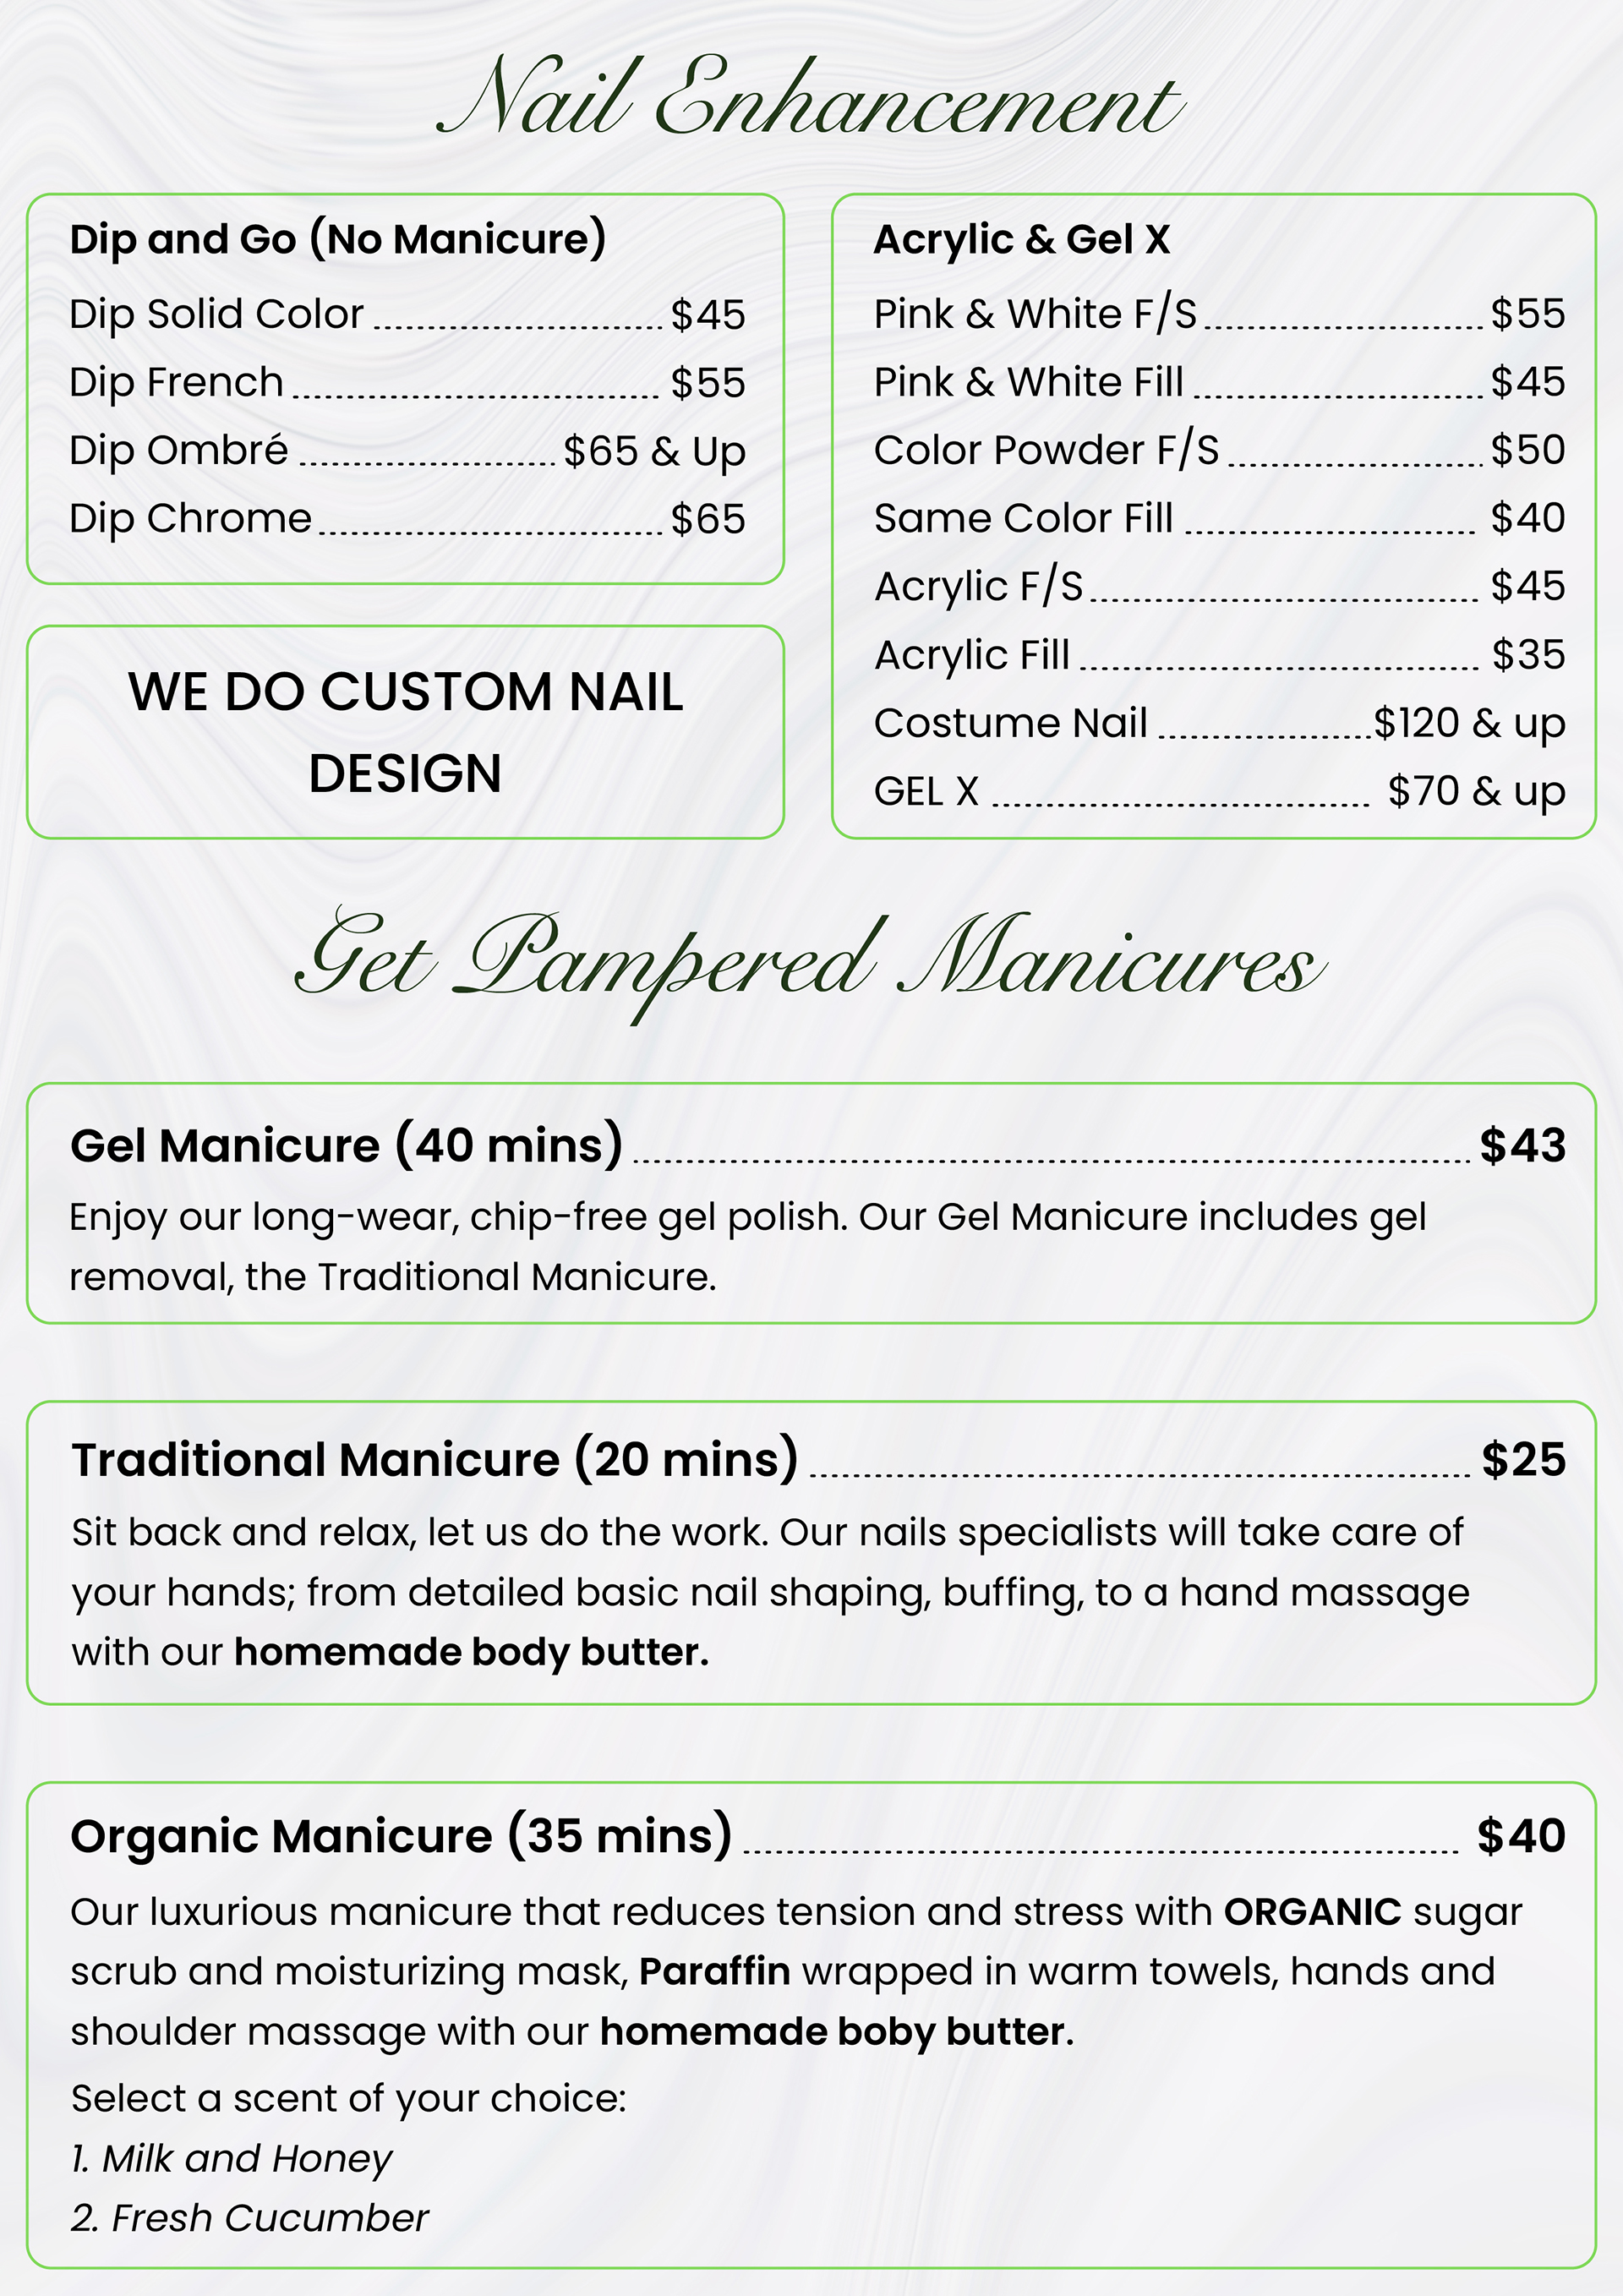 Nail Enhancement
Dip and Go (No Manicure)
Dip Solid Color $45
Dip French $55
Dip Ombré $65 & Up
Dip Chrome $65
WE DO CUSTOM NAIL
DESIGN
Acrylic & Gel X
Pink & White F/S $55
Pink & White Fill $45
Color Powder F/S $50
Same Color Fill $40
Acrylic F/S $45
Acrylic Fill $35
Costume Nail $120 & up
GEL X $70 & up
Get Pampered Manicures
Gel Manicure (40 mins) $43
Enjoy our long-wear, chip-free gel polish. Our Gel Manicure includes gel
removal, the Traditional Manicure.
Traditional Manicure (20 mins) $25
Sit back and relax, let us do the work. Our nails specialists will take care of
your hands; from detailed basic nail shaping, buffing, to a hand massage
with our homemade body butter.
Organic Manicure (35 mins) $40
Our luxurious manicure that reduces tension and stress with ORGANIC sugar
scrub and moisturizing mask, Paraffin wrapped in warm towels, hands and
shoulder massage with our homemade boby butter.
Select a scent of your choice:
1. Milk and Honey
2. Fresh Cucumber